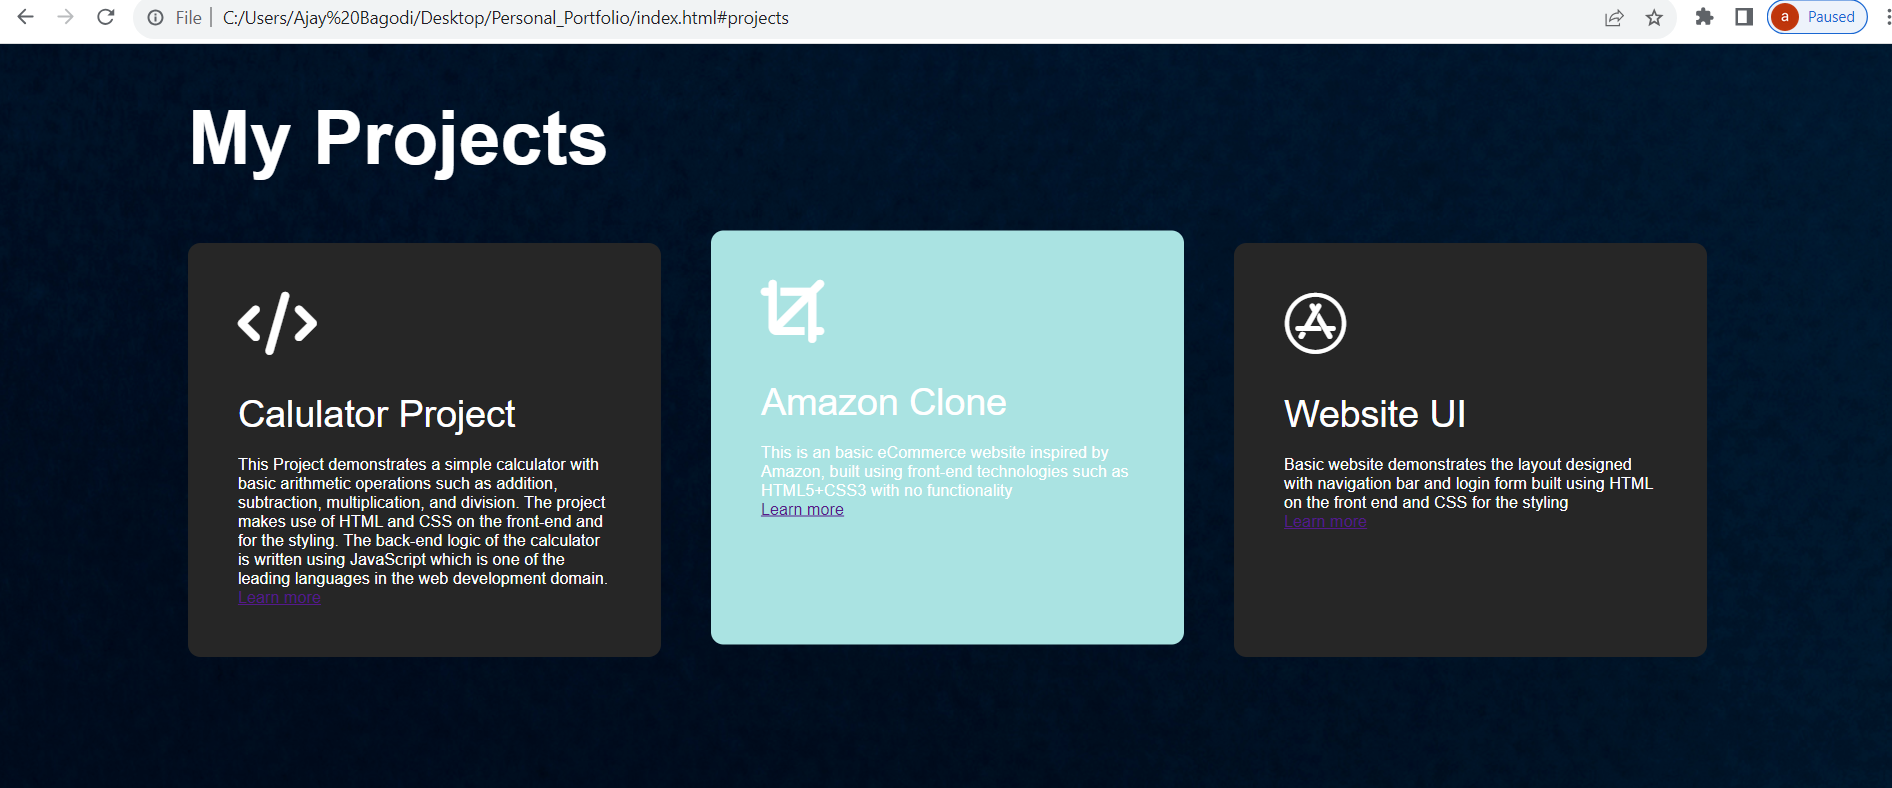 File C:/Users/Ajay%20Bagodi/Desktop/Personal_Portfolio/index.html#projects a Paused
My Projects
Calulator Project
This Project demonstrates a simple calculator with
basic arithmetic operations such as addition,
subtraction, multiplication, and division. The project
makes use of HTML and CSS on the front-end and
for the styling. The back-end logic of the calculator
is written using JavaScript which is one of the
leading languages in the web development domain.
Learn more
Amazon Clone
This is an basic eCommerce website inspired by
Amazon, built using front-end technologies such as
HTML5+CSS3 with no functionality
Learn more
Website UI
Basic website demonstrates the layout designed
with navigation bar and login form built using HTML
on the front end and CSS for the styling
Learn more